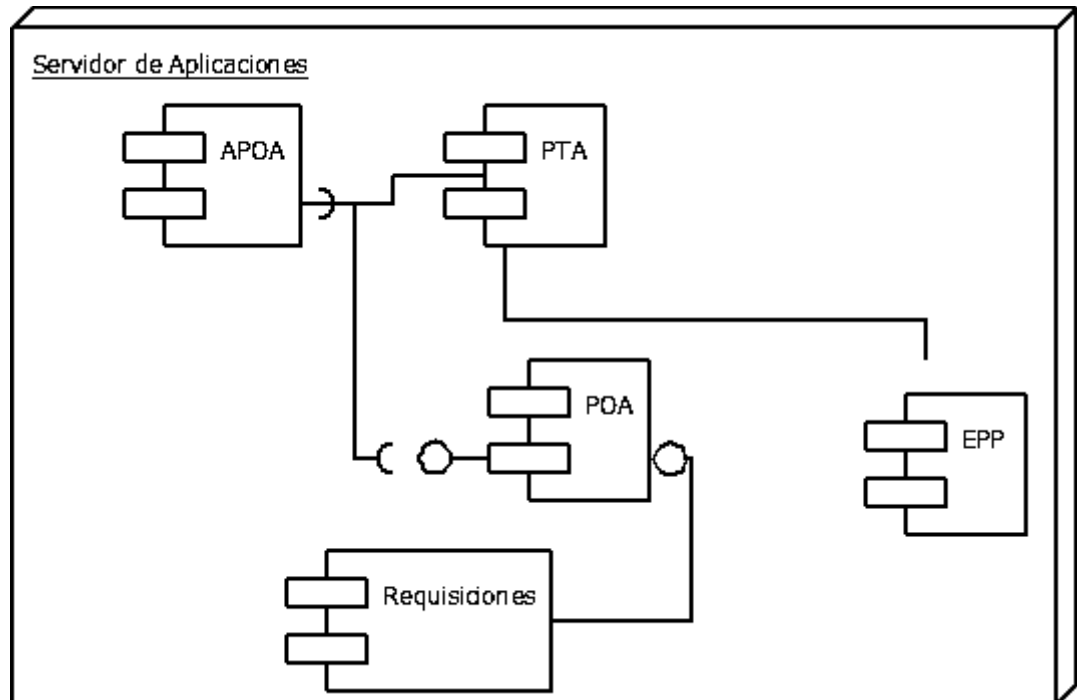 Servidor de Aplicaciones
APOA
PTA
POA
EPP
Requisiciones